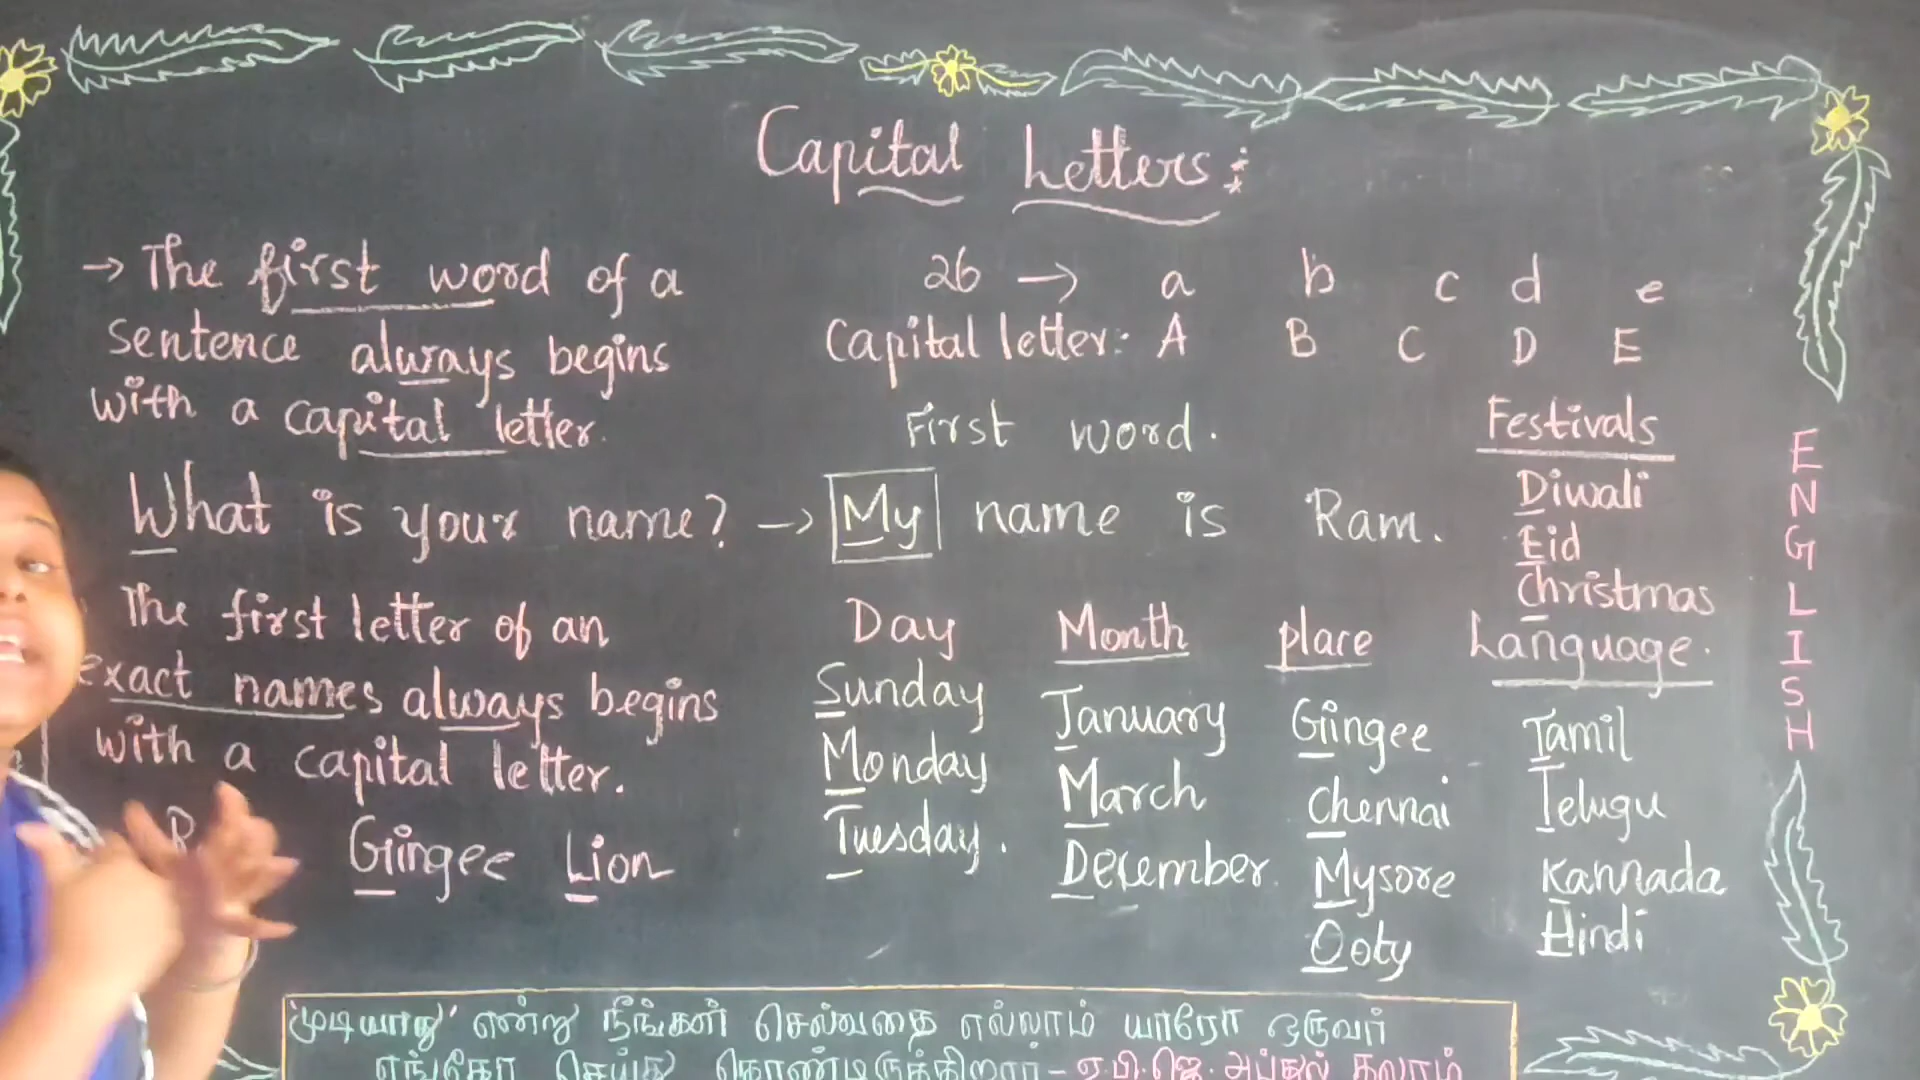 Capital Letters:
→ The first word of a
sentence always begins
with a capital letter.
What is your name? → My name is Ram.
The first letter of an
exact names always begins
with a capital letter.
R
Gingee Lion
26 → a b c d e
Capital letter: A B C D E
First word.
Festivals
Diwali
Eid
Christmas
Day
Sunday
Monday
Tuesday.
Month
January
March
December
place
Gingee
Chennai
Mysore
Ooty
Language.
Tamil
Telugu
Kannada
Hindi
ENGLISH
'முடியாது' என்று நீங்கள் செல்வதை எல்லாம் யாரோ ஒருவர்
எங்கோ செய்து கொண்டிருக்கிறார் - ஏ.பி.ஜெ. அப்துல் கலாம்